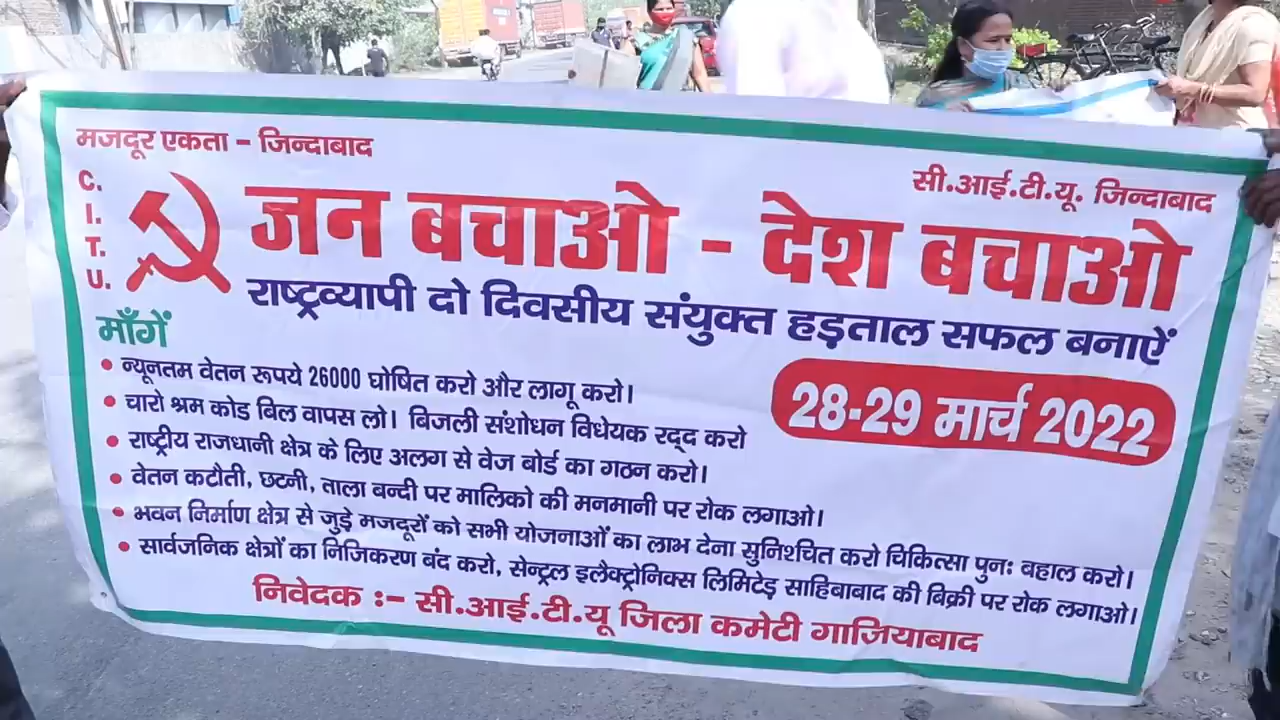 मजदूर एकता – जिन्दाबाद
सी.आई.टी.यू. जिन्दाबाद
C.
I.
T.
U.
जन बचाओ - देश बचाओ
राष्ट्रव्यापी दो दिवसीय संयुक्त हड़ताल सफल बनाऐं
माँगें
28-29 मार्च 2022
• न्यूनतम वेतन रूपये 26000 घोषित करो और लागू करो।
• चारो श्रम कोड बिल वापस लो। बिजली संशोधन विधेयक रद्द करो
• राष्ट्रीय राजधानी क्षेत्र के लिए अलग से वेज बोर्ड का गठन करो।
• वेतन कटौती, छटनी, ताला बन्दी पर मालिको की मनमानी पर रोक लगाओ।
• भवन निर्माण क्षेत्र से जुड़े मजदूरों को सभी योजनाओं का लाभ देना सुनिश्चित करो चिकित्सा पुनः बहाल करो।
• सार्वजनिक क्षेत्रों का निजिकरण बंद करो, सेन्ट्रल इलैक्ट्रोनिक्स लिमिटेड़ साहिबाबाद की बिक्री पर रोक लगाओ।
निवेदक :– सी.आई.टी.यू जिला कमेटी गाजियाबाद